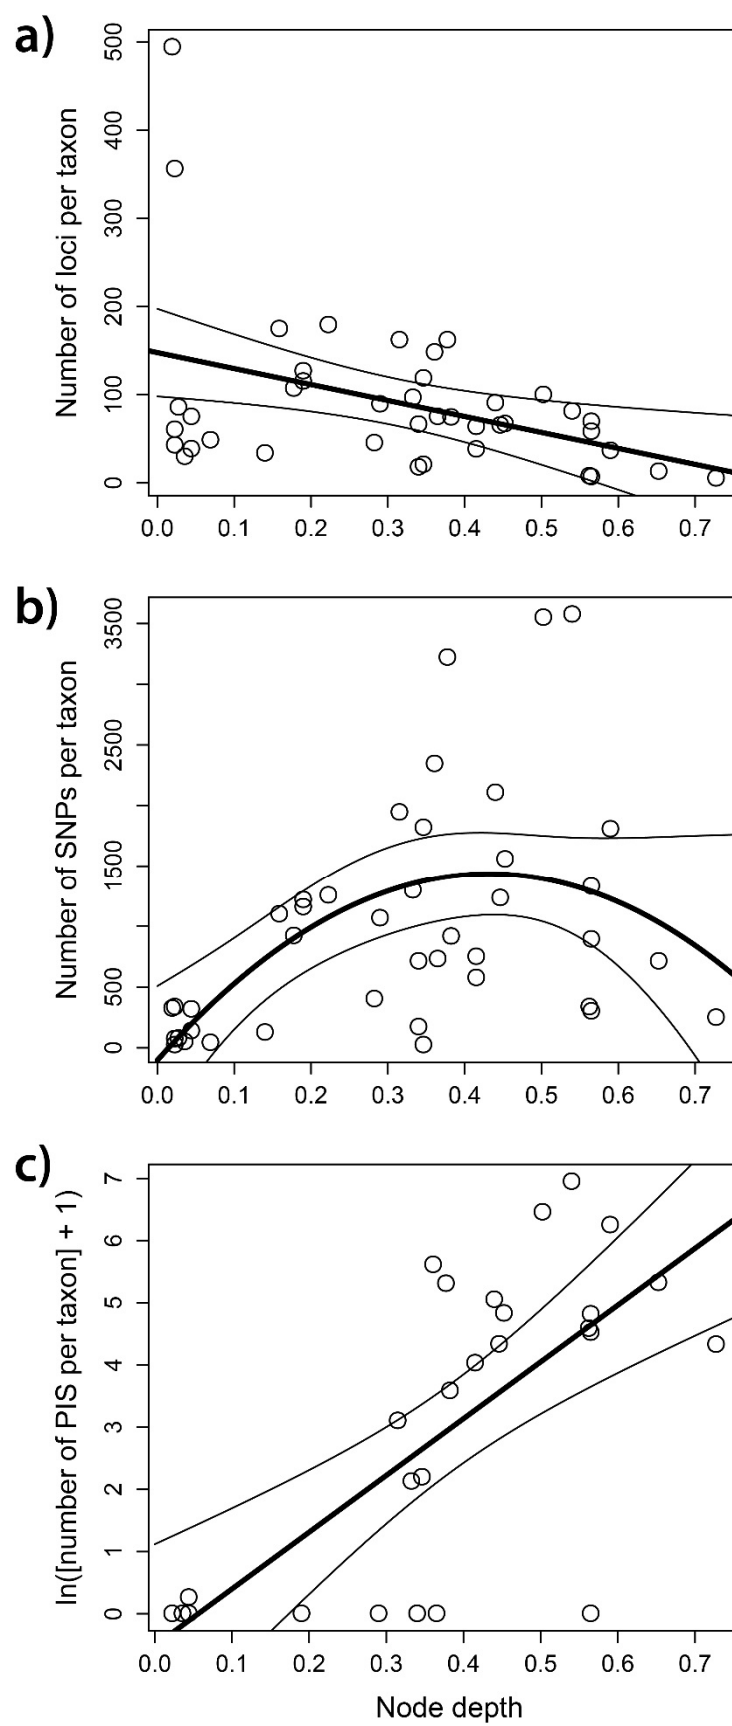 a)
Number of loci per taxon
500
400
300
200
100
0
0.0 0.1 0.2 0.3 0.4 0.5 0.6 0.7
b)
Number of SNPs per taxon
3500
2500
1500
500
0
0.0 0.1 0.2 0.3 0.4 0.5 0.6 0.7
c)
ln([number of PIS per taxon] + 1)
7
6
5
4
3
2
1
0
0.0 0.1 0.2 0.3 0.4 0.5 0.6 0.7
Node depth